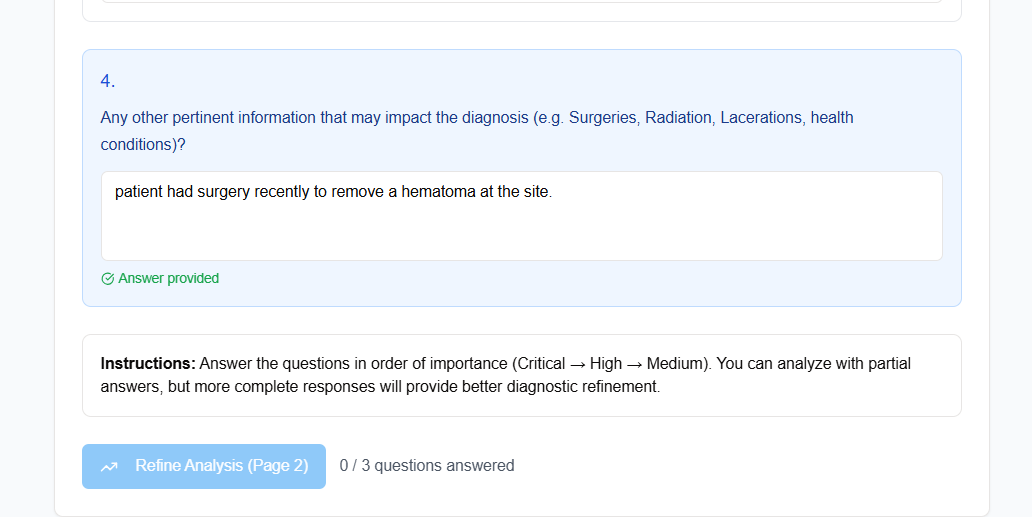 4.
Any other pertinent information that may impact the diagnosis (e.g. Surgeries, Radiation, Lacerations, health
conditions)?
patient had surgery recently to remove a hematoma at the site.
Answer provided
Instructions: Answer the questions in order of importance (Critical → High → Medium). You can analyze with partial
answers, but more complete responses will provide better diagnostic refinement.
Refine Analysis (Page 2) 0 / 3 questions answered